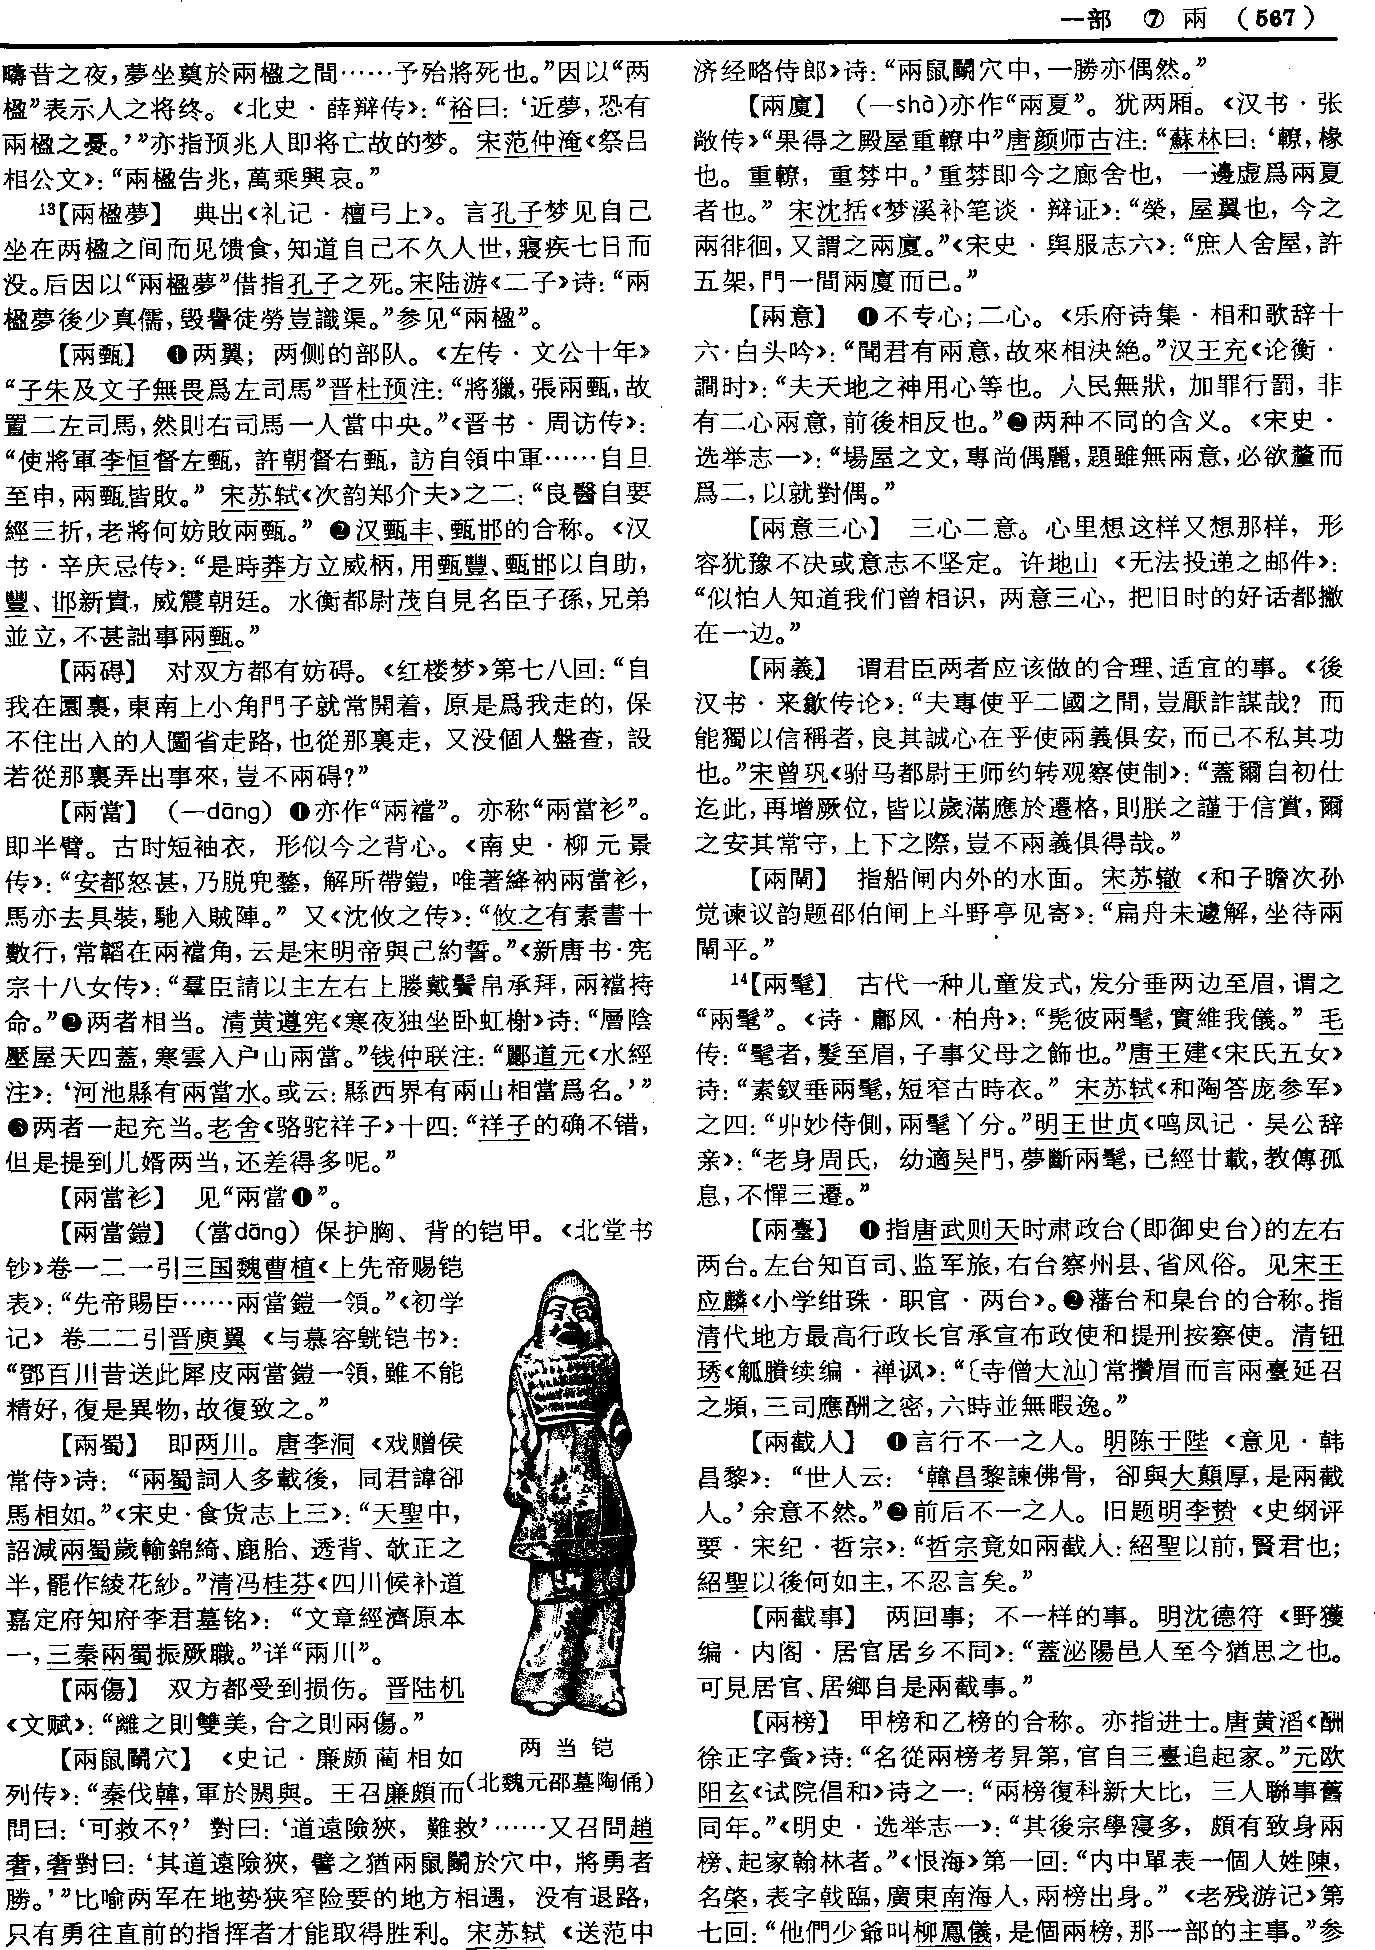 一部 ⑦ 兩 （567）
疇昔之夜，夢坐奠於兩楹之間……予殆將死也。”因以“两
楹”表示人之将终。《北史·薛辩传》：“裕曰：‘近夢，恐有
兩楹之憂。’”亦指预兆人即将亡故的梦。宋范仲淹《祭吕
相公文》：“兩楹告兆，萬乘興哀。”
13【兩楹夢】 典出《礼记·檀弓上》。言孔子梦见自己
坐在两楹之间而见馈食，知道自己不久人世，寢疾七日而
没。后因以“兩楹夢”借指孔子之死。宋陆游《二子》诗：“兩
楹夢後少真儒，毁譽徒勞豈識渠。”参见“兩楹”。
【兩甄】 ❶两翼；两侧的部队。《左传·文公十年》
“子朱及文子無畏爲左司馬”晋杜预注：“將獵，張兩甄，故
置二左司馬，然則右司馬一人當中央。”《晋书·周访传》：
“使將軍李恒督左甄，許朝督右甄，訪自領中軍……自旦
至申，兩甄皆敗。”宋苏轼《次韵郑介夫》之二：“良醫自要
經三折，老將何妨敗兩甄。”❷汉甄丰、甄邯的合称。《汉
书·辛庆忌传》：“是時莽方立威柄，用甄豐、甄邯以自助，
豐、邯新貴，威震朝廷。水衡都尉茂自見名臣子孫，兄弟
並立，不甚詘事兩甄。”
【兩碍】 对双方都有妨碍。《红楼梦》第七八回：“自
我在園裏，東南上小角門子就常開着，原是爲我走的，保
不住出入的人圖省走路，也從那裏走，又没個人盤查，設
若從那裏弄出事來，豈不兩碍？”
【兩當】 （一dāng）❶亦作“兩襠”。亦称“兩當衫”。
即半臂。古时短袖衣，形似今之背心。《南史·柳元景
传》：“安都怒甚，乃脱兜鍪，解所帶鎧，唯著絳衲兩當衫，
馬亦去具裝，馳入賊陣。”又《沈攸之传》：“攸之有素書十
數行，常韜在兩襠角，云是宋明帝與己約誓。”《新唐书·宪
宗十八女传》：“羣臣請以主左右上媵戴鬢帛承拜，兩襠持
命。”❷两者相当。清黄遵宪《寒夜独坐卧虹榭》诗：“層陰
壓屋天四蓋，寒雲入户山兩當。”钱仲联注：“酈道元《水經
注》：‘河池縣有兩當水。或云：縣西界有兩山相當爲名。’”
❸两者一起充当。老舍《骆驼祥子》十四：“祥子的确不错，
但是提到儿婿两当，还差得多呢。”
【兩當衫】 见“兩當❶”。
【兩當鎧】 （當dāng）保护胸、背的铠甲。《北堂书
钞》卷一二一引三国魏曹植《上先帝赐铠
表》：“先帝賜臣……兩當鎧一領。”《初学
记》卷二二引晋庾翼《与慕容皝铠书》：
“鄧百川昔送此犀皮兩當鎧一領，雖不能
精好，復是異物，故復致之。”
【兩蜀】 即两川。唐李洞《戏赠侯
常侍》诗：“兩蜀詞人多載後，同君諱卻
馬相如。”《宋史·食货志上三》：“天聖中，
詔減兩蜀歲輸錦綺、鹿胎、透背、欹正之
半，罷作綾花紗。”清冯桂芬《四川候补道
嘉定府知府李君墓铭》：“文章經濟原本
一，三秦兩蜀振厥職。”详“兩川”。
【兩傷】 双方都受到损伤。晋陆机
《文赋》：“離之則雙美，合之則兩傷。”
【兩鼠鬭穴】 《史记·廉颇蔺相如
列传》：“秦伐韓，軍於閼與。王召廉頗而
問曰：‘可救不？’對曰：‘道遠險狹，難救’……又召問趙
奢，奢對曰：‘其道遠險狹，譬之猶兩鼠鬭於穴中，將勇者
勝。’”比喻两军在地势狭窄险要的地方相遇，没有退路，
只有勇往直前的指挥者才能取得胜利。宋苏轼《送范中
两当铠
（北魏元邵墓陶俑）
济经略侍郎》诗：“兩鼠鬭穴中，一勝亦偶然。”
【兩廈】 （一shà）亦作“兩夏”。犹两厢。《汉书·张
敞传》“果得之殿屋重轑中”唐颜师古注：“蘇林曰：‘轑，椽
也。重轑，重棼中。’重棼即今之廊舍也，一邊虚爲兩夏
者也。”宋沈括《梦溪补笔谈·辩证》：“榮，屋翼也，今之
兩徘徊，又謂之兩廈。”《宋史·舆服志六》：“庶人舍屋，許
五架，門一間兩廈而已。”
【兩意】 ❶不专心；二心。《乐府诗集·相和歌辞十
六·白头吟》：“聞君有兩意，故來相決絶。”汉王充《论衡·
譋时》：“夫天地之神用心等也。人民無狀，加罪行罰，非
有二心兩意，前後相反也。”❷两种不同的含义。《宋史·
选举志一》：“場屋之文，專尚偶麗，題雖無兩意，必欲釐而
爲二，以就對偶。”
【兩意三心】 三心二意。心里想这样又想那样，形
容犹豫不决或意志不坚定。许地山《无法投递之邮件》：
“似怕人知道我们曾相识，两意三心，把旧时的好话都撇
在一边。”
【兩義】 谓君臣两者应该做的合理、适宜的事。《後
汉书·来歙传论》：“夫專使乎二國之間，豈厭詐謀哉？而
能獨以信稱者，良其誠心在乎使兩義俱安，而己不私其功
也。”宋曾巩《驸马都尉王师约转观察使制》：“蓋爾自初仕
迄此，再增厥位，皆以歲滿應於遷格，則朕之謹于信賞，爾
之安其常守，上下之際，豈不兩義俱得哉。”
【兩閘】 指船闸内外的水面。宋苏辙《和子瞻次孙
觉谏议韵题邵伯闸上斗野亭见寄》：“扁舟未遽解，坐待兩
閘平。”
14【兩髦】 古代一种儿童发式，发分垂两边至眉，谓之
“兩髦”。《诗·鄘风·柏舟》：“髧彼兩髦，實維我儀。”毛
传：“髦者，髮至眉，子事父母之飾也。”唐王建《宋氏五女》
诗：“素釵垂兩髦，短窄古時衣。”宋苏轼《和陶答庞参军》
之四：“丱妙侍側，兩髦丫分。”明王世贞《鸣凤记·吴公辞
亲》：“老身周氏，幼適吴門，夢斷兩髦，已經廿載，教傳孤
息，不憚三遷。”
【兩臺】 ❶指唐武则天时肃政台（即御史台）的左右
两台。左台知百司、监军旅，右台察州县、省风俗。见宋王
应麟《小学绀珠·职官·两台》。❷藩台和臬台的合称。指
清代地方最高行政长官承宣布政使和提刑按察使。清钮
琇《觚賸续编·禅讽》：“〔寺僧大汕〕常攢眉而言兩臺延召
之頻，三司應酬之密，六時並無暇逸。”
【兩截人】 ❶言行不一之人。明陈于陛《意见·韩
昌黎》：“世人云：‘韓昌黎諫佛骨，卻與大顛厚，是兩截
人。’余意不然。”❷前后不一之人。旧题明李贽《史纲评
要·宋纪·哲宗》：“哲宗竟如兩截人：紹聖以前，賢君也；
紹聖以後何如主，不忍言矣。”
【兩截事】 两回事；不一样的事。明沈德符《野獲
编·内阁·居官居乡不同》：“蓋泌陽邑人至今猶思之也。
可見居官、居鄉自是兩截事。”
【兩榜】 甲榜和乙榜的合称。亦指进士。唐黄滔《酬
徐正字夤》诗：“名從兩榜考昇第，官自三臺追起家。”元欧
阳玄《试院倡和》诗之一：“兩榜復科新大比，三人聯事舊
同年。”《明史·选举志一》：“其後宗學寖多，頗有致身兩
榜、起家翰林者。”《恨海》第一回：“内中單表一個人姓陳，
名棨，表字戟臨，廣東南海人，兩榜出身。”《老残游记》第
七回：“他們少爺叫柳鳳儀，是個兩榜，那一部的主事。”参